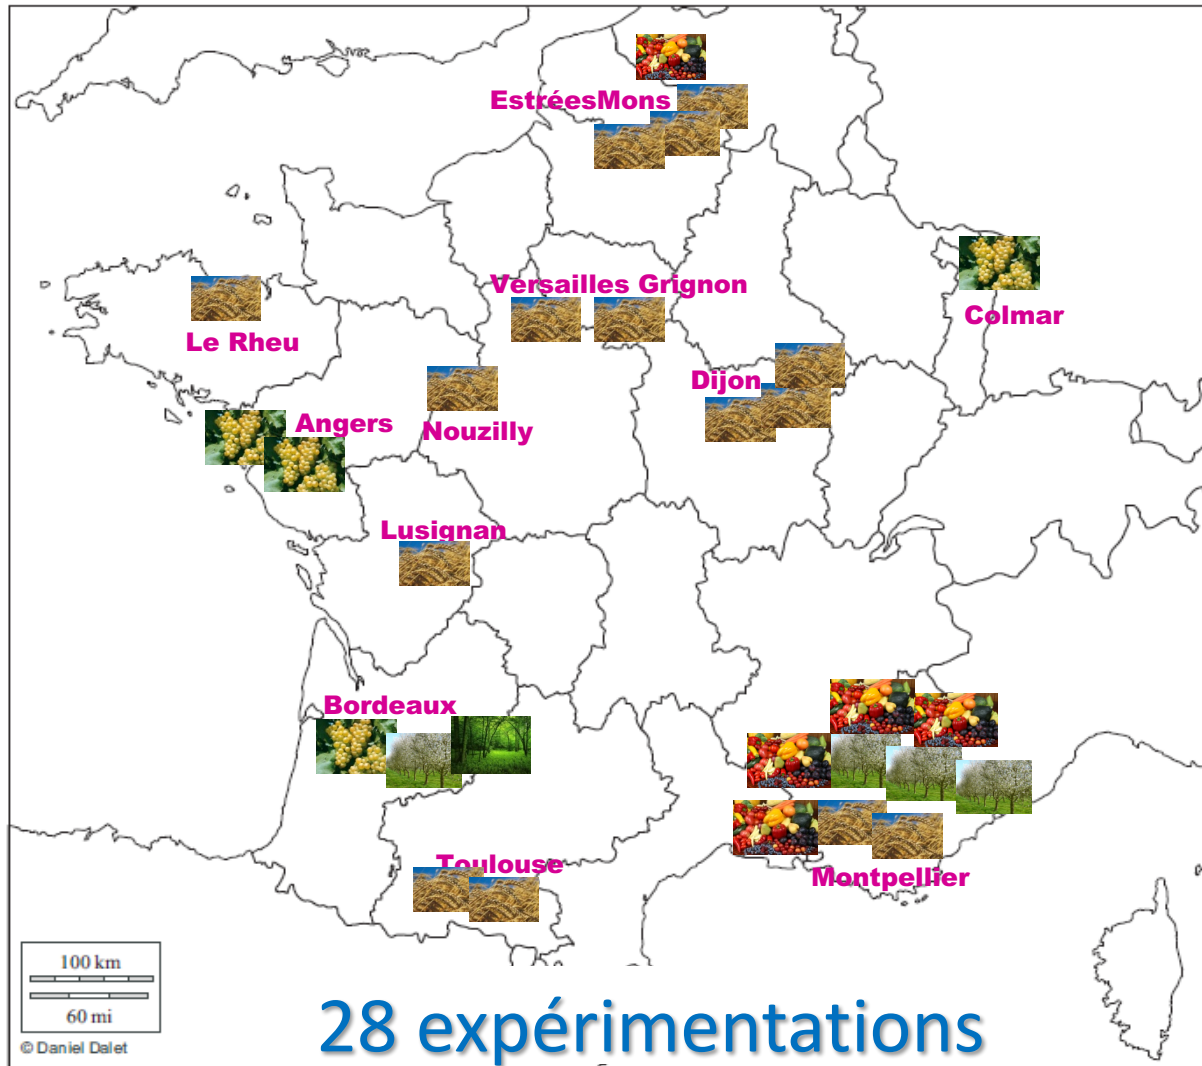 EstréesMons
Versailles Grignon
Colmar
Le Rheu
Dijon
Angers
Nouzilly
Lusignan
Bordeaux
Toulouse
Montpellier
100 km
60 mi
© Daniel Dalet
28 expérimentations